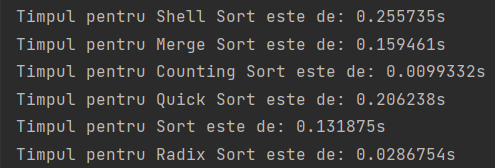 Timpul pentru Shell Sort este de: 0.255735s
Timpul pentru Merge Sort este de: 0.159461s
Timpul pentru Counting Sort este de: 0.0099332s
Timpul pentru Quick Sort este de: 0.206238s
Timpul pentru Sort este de: 0.131875s
Timpul pentru Radix Sort este de: 0.0286754s